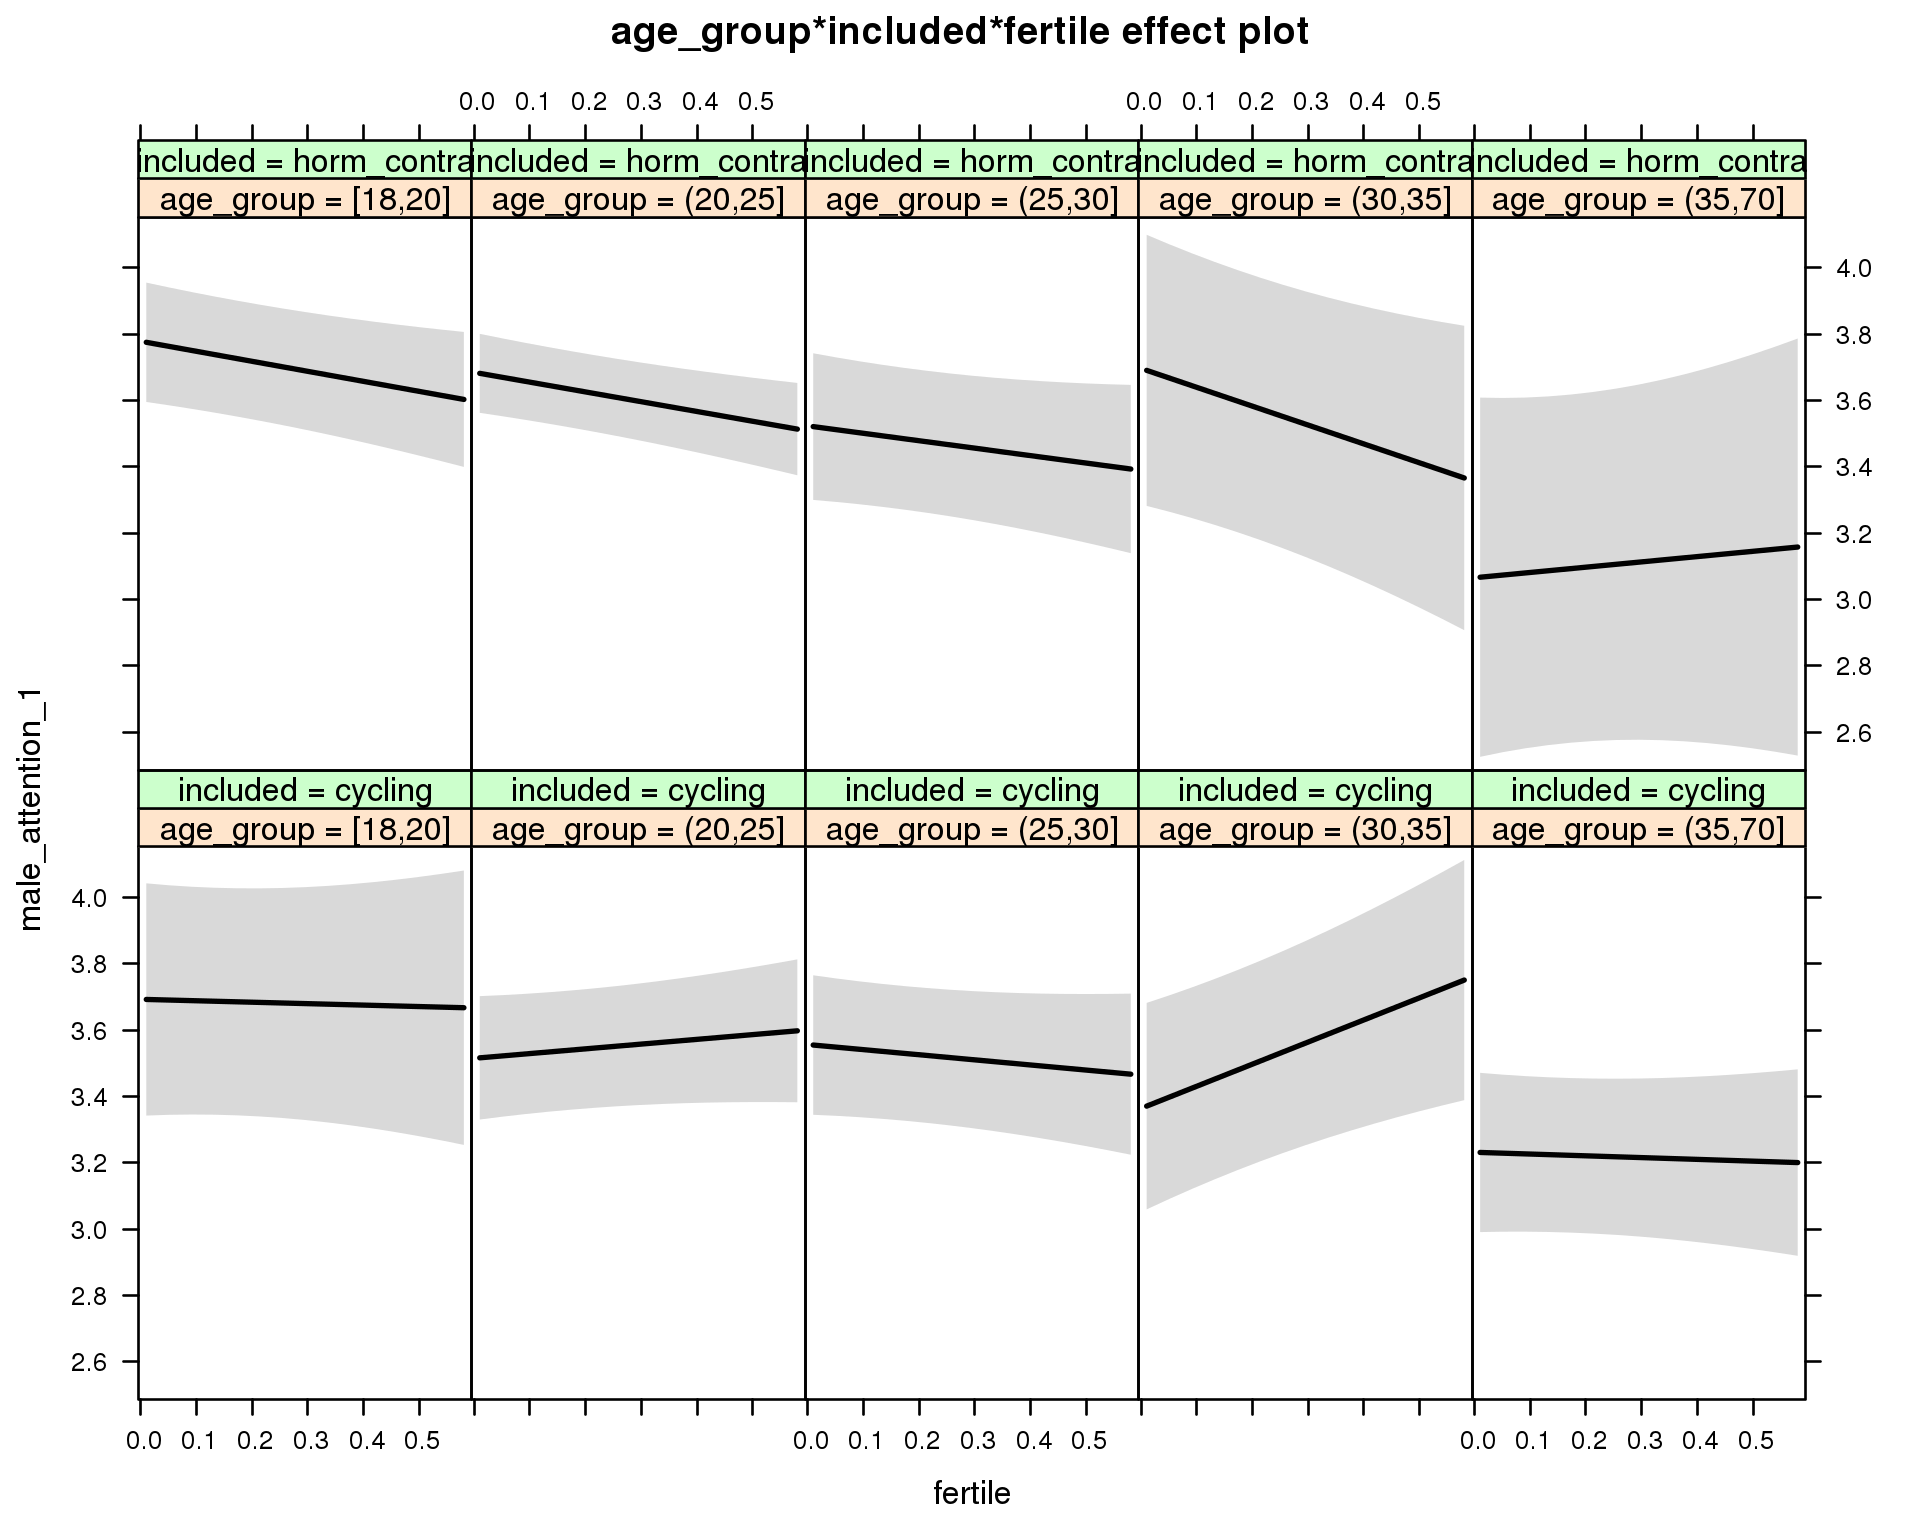 age_group*included*fertile effect plot
0.0 0.1 0.2 0.3 0.4 0.5 0.0 0.1 0.2 0.3 0.4 0.5
included = horm_contra included = horm_contra included = horm_contra included = horm_contra included = horm_contra
age_group = [18,20] age_group = (20,25] age_group = (25,30] age_group = (30,35] age_group = (35,70]
4.0
3.8
3.6
3.4
3.2
3.0
2.8
2.6
male_attention_1
included = cycling included = cycling included = cycling included = cycling included = cycling
age_group = [18,20] age_group = (20,25] age_group = (25,30] age_group = (30,35] age_group = (35,70]
4.0
3.8
3.6
3.4
3.2
3.0
2.8
2.6
0.0 0.1 0.2 0.3 0.4 0.5 0.0 0.1 0.2 0.3 0.4 0.5 0.0 0.1 0.2 0.3 0.4 0.5
fertile